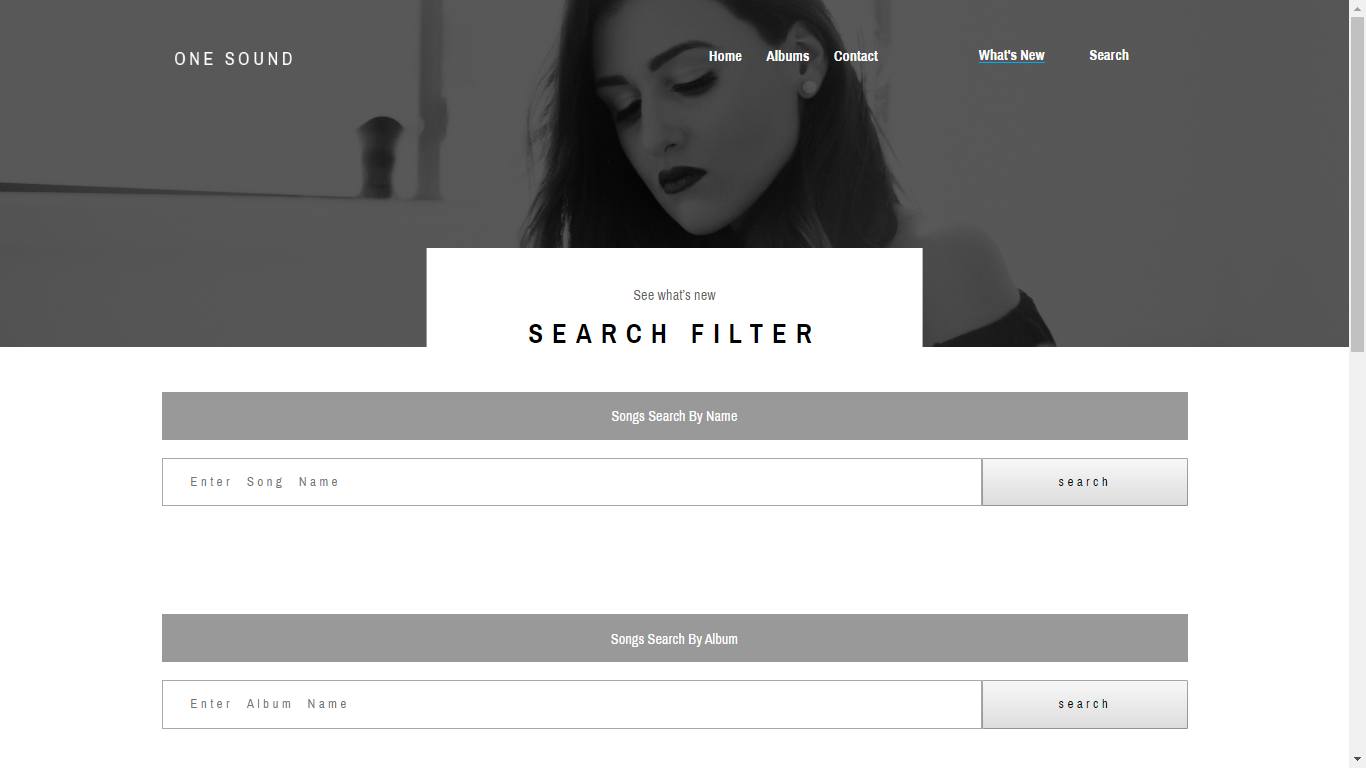 ONE SOUND
Home Albums Contact What's New Search
See what's new
SEARCH FILTER
Songs Search By Name
Enter Song Name search
Songs Search By Album
Enter Album Name search